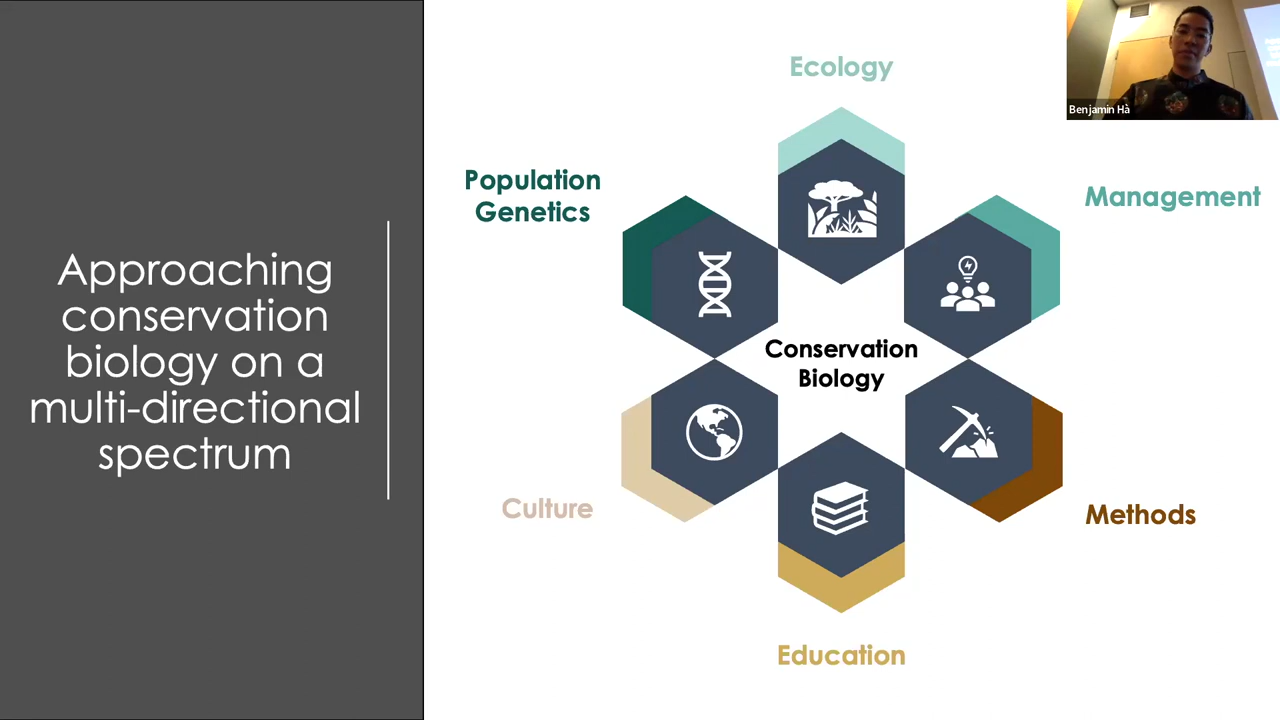 Approaching
conservation
biology on a
multi-directional
spectrum
Ecology
Benjamin Hà
Population
Genetics
Management
Conservation
Biology
Culture
Methods
Education